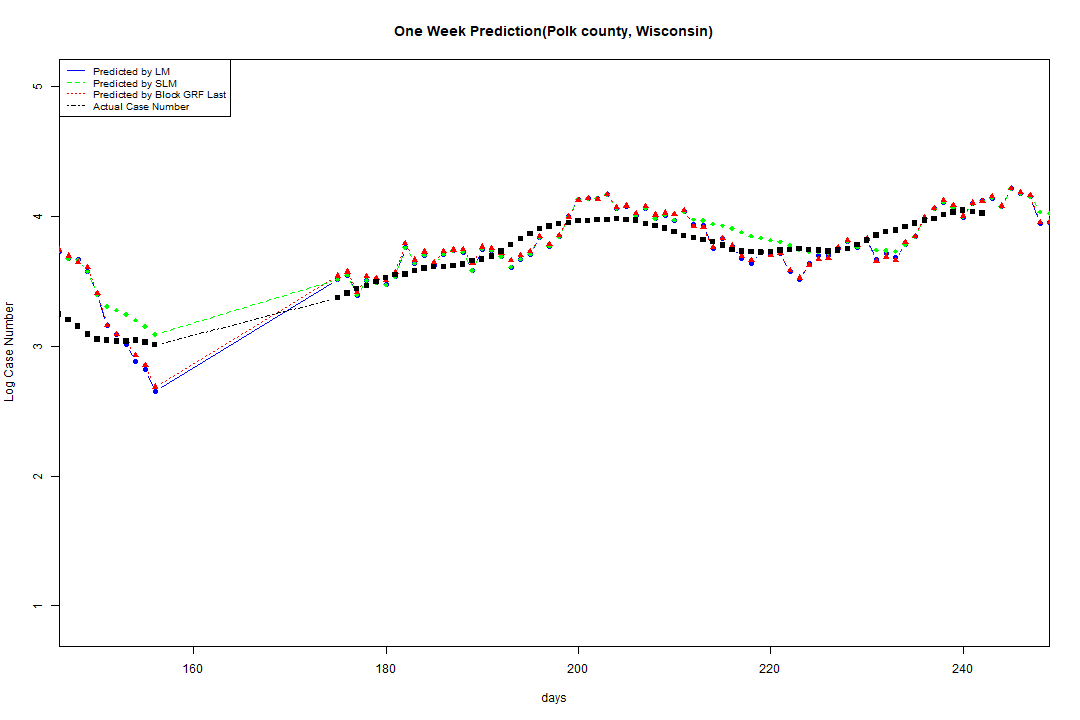 One Week Prediction(Polk county, Wisconsin)
Predicted by LM
Predicted by SLM
Predicted by Block GRF Last
Actual Case Number
5
4
3
2
1
Log Case Number
160 180 200 220 240
days